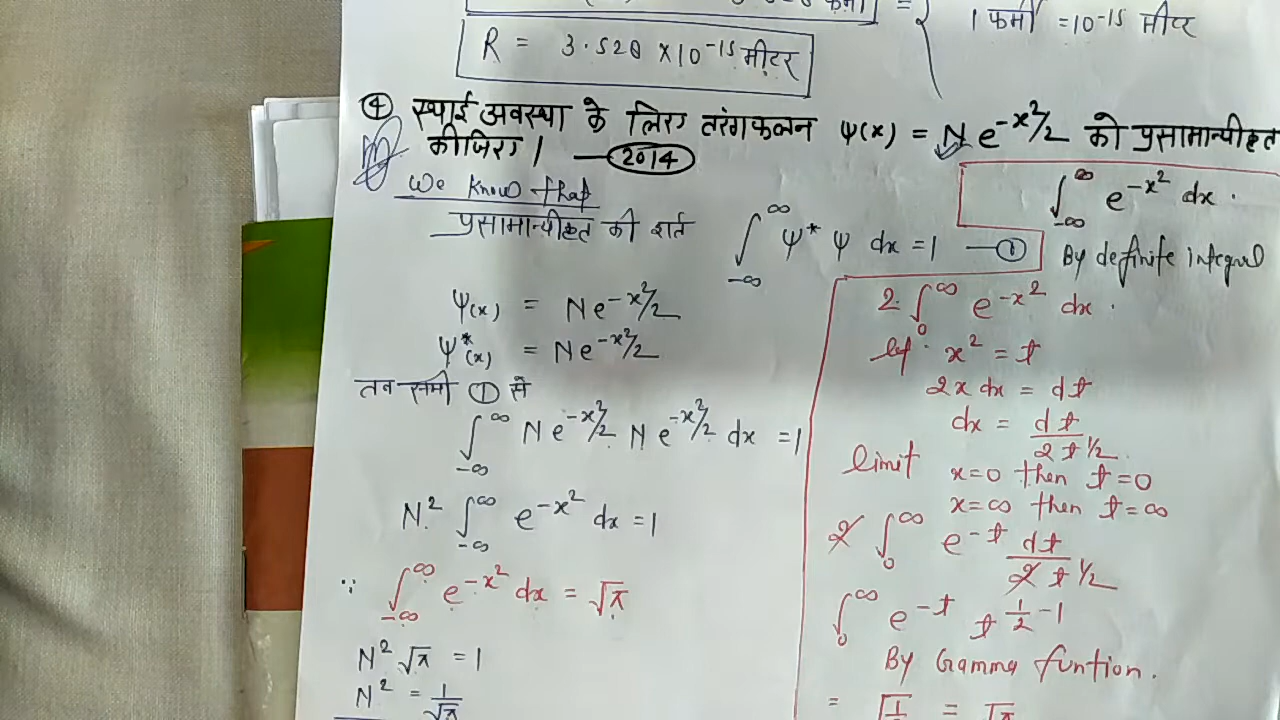 R = 3.528 × 10⁻¹⁵ मीटर
= { 1 फर्मी = 10⁻¹⁵ मीटर
④ स्थाई अवस्था के लिए तरंगफलन ψ(x) = N e^{-x²/2} को प्रसामान्यीकृत
कीजिए। — 2014
We know that
प्रसामान्यीकृत की शर्त ∫_{-∞}^{∞} ψ* ψ dx = 1 — ①
ψ(x) = N e^{-x²/2}
ψ*(x) = N e^{-x²/2}
तब समी ① से
∫_{-∞}^{∞} N e^{-x²/2} N e^{-x²/2} dx = 1
N² ∫_{-∞}^{∞} e^{-x²} dx = 1
∵ ∫_{-∞}^{∞} e^{-x²} dx = √π
N² √π = 1
N² = 1/√π
∫_{-∞}^{∞} e^{-x²} dx.
By definite integral
2. ∫_{0}^{∞} e^{-x²} dx.
let. x² = t
2x dx = dt
dx = dt / 2 t^{1/2}
limit x=0 then t=0
x=∞ then t=∞
2 ∫_{0}^{∞} e^{-t} dt / 2 t^{1/2}
∫_{0}^{∞} e^{-t} t^{1/2 - 1}
By Gamma funtion.
= √π